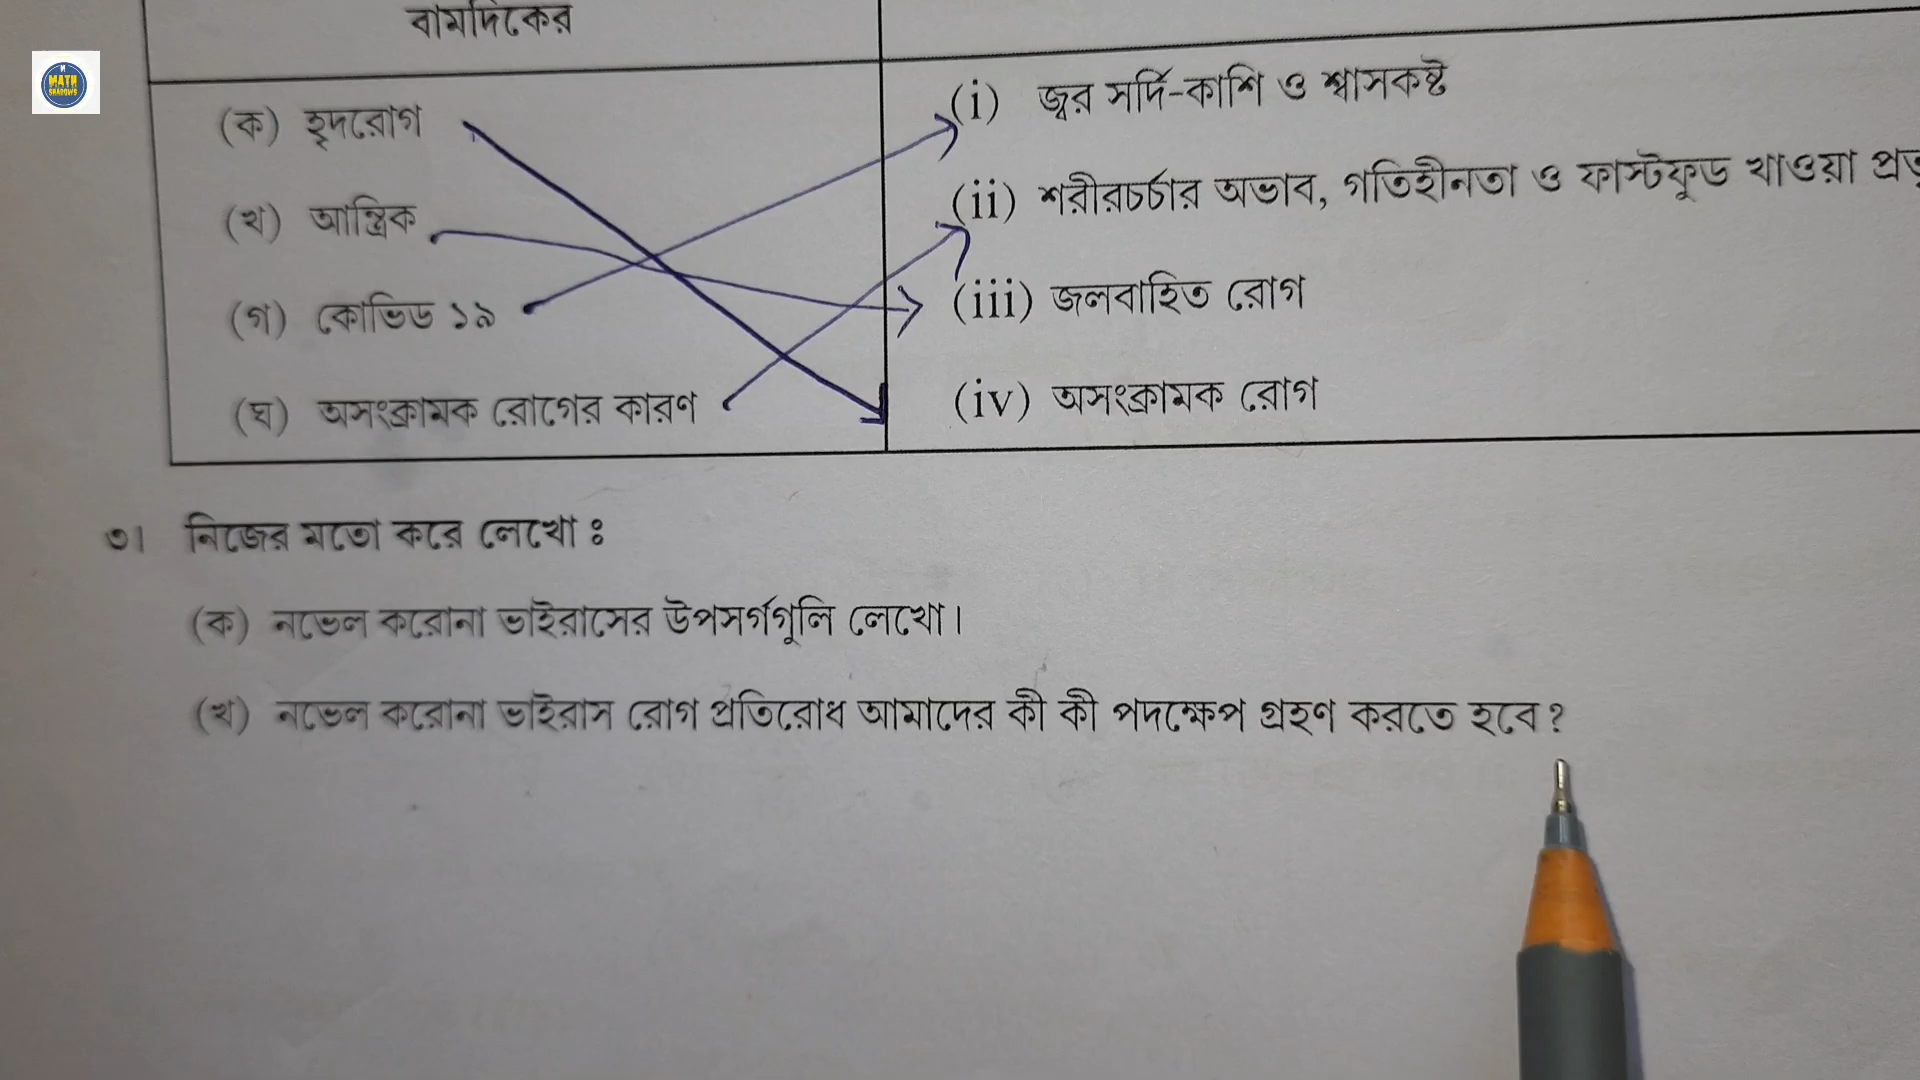 M
MATH
SHADOWS
বামদিকের
(ক) হৃদরোগ
(i) জ্বর সর্দি-কাশি ও শ্বাসকষ্ট
(খ) আন্ত্রিক
(ii) শরীরচর্চার অভাব, গতিহীনতা ও ফাস্টফুড খাওয়া
(গ) কোভিড ১৯
(iii) জলবাহিত রোগ
(ঘ) অসংক্রামক রোগের কারণ
(iv) অসংক্রামক রোগ
৩। নিজের মতো করে লেখো ঃ
(ক) নভেল করোনা ভাইরাসের উপসর্গগুলি লেখো।
(খ) নভেল করোনা ভাইরাস রোগ প্রতিরোধ আমাদের কী কী পদক্ষেপ গ্রহণ করতে হবে?